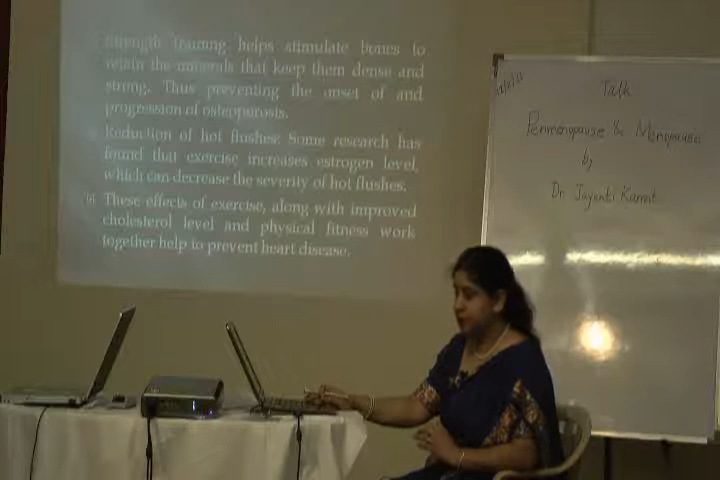 strength training helps stimulate bones to
retain the minerals that keep them dense and
strong. Thus preventing the onset of and
progression of osteoporosis.
Reduction of hot flushes: Some research has
found that exercise increases estrogen level,
which can decrease the severity of hot flushes.
These effects of exercise, along with improved
cholesterol level and physical fitness work
together help to prevent heart disease.
Talk
Perimenopause & Menopause
by
Dr Jayanti Kamat